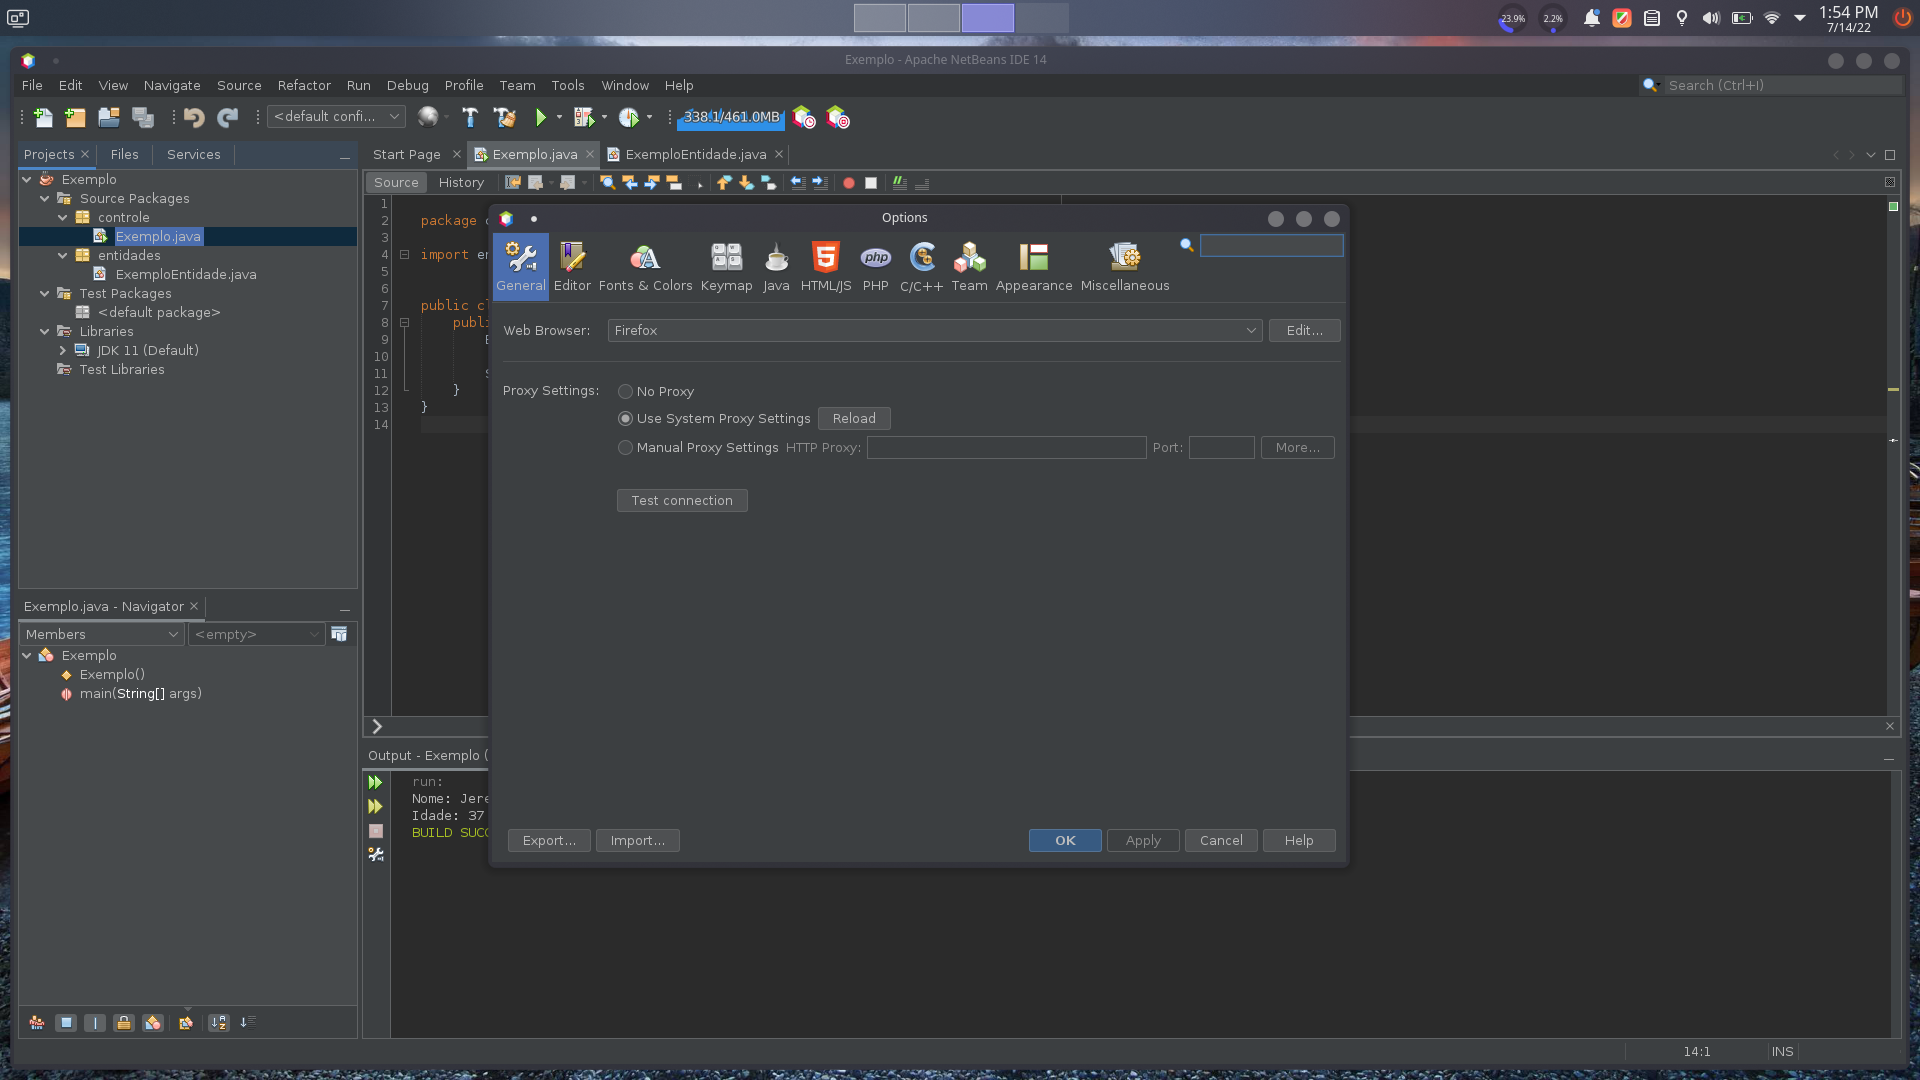 23.9%
2.2%
1:54 PM
7/14/22
Exemplo - Apache NetBeans IDE 14
File Edit View Navigate Source Refactor Run Debug Profile Team Tools Window Help
Search (Ctrl+I)
<default confi...
338.1/461.0MB
Projects Files Services
Start Page Exemplo.java ExemploEntidade.java
Exemplo
Source Packages
controle
Exemplo.java
entidades
ExemploEntidade.java
Test Packages
<default package>
Libraries
JDK 11 (Default)
Test Libraries
Source History
1
2 package
3
4 import
5
6
7 public
8
9
10
11
12 }
13 }
14
Options
General Editor Fonts & Colors Keymap Java HTML/JS PHP C/C++ Team Appearance Miscellaneous
Web Browser: Firefox Edit...
Proxy Settings: No Proxy
Use System Proxy Settings Reload
Manual Proxy Settings HTTP Proxy: Port: More...
Test connection
Export... Import... OK Apply Cancel Help
Exemplo.java - Navigator
Members <empty>
Exemplo
Exemplo()
main(String[] args)
Output - Exemplo (
run:
Nome: Jere
Idade: 37
BUILD SUCC
14:1 INS